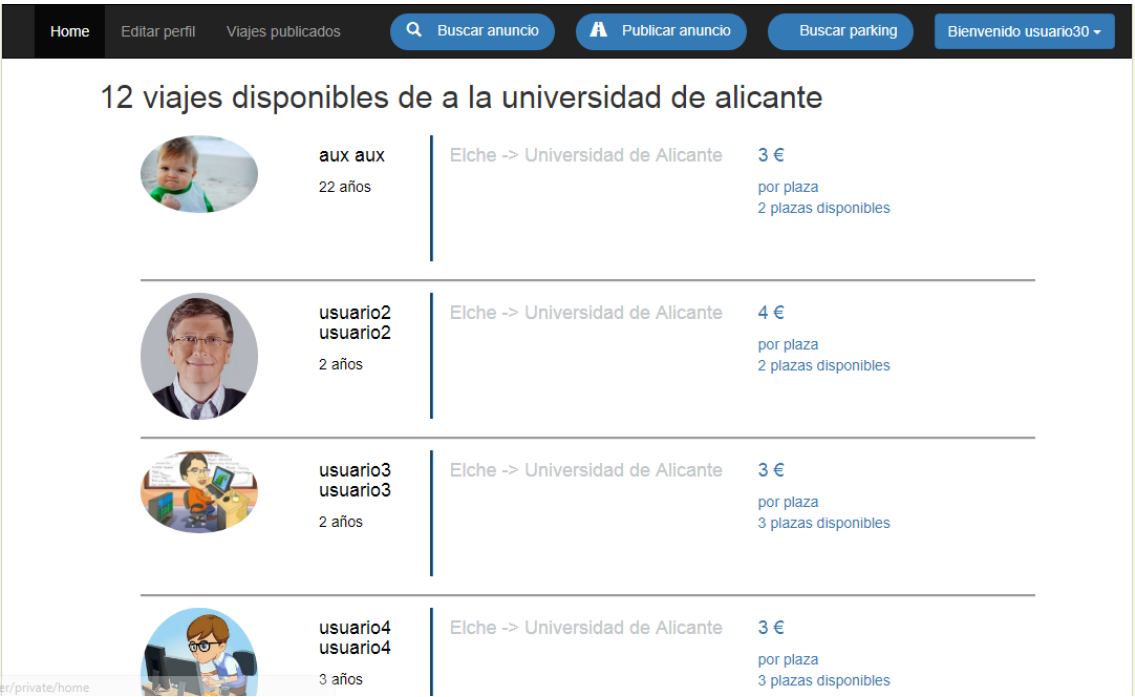 Home Editar perfil Viajes publicados Buscar anuncio Publicar anuncio Buscar parking Bienvenido usuario30
12 viajes disponibles de a la universidad de alicante
aux aux Elche -> Universidad de Alicante 3 €
22 años por plaza
2 plazas disponibles
usuario2 Elche -> Universidad de Alicante 4 €
usuario2
2 años por plaza
2 plazas disponibles
usuario3 Elche -> Universidad de Alicante 3 €
usuario3
2 años por plaza
3 plazas disponibles
usuario4 Elche -> Universidad de Alicante 3 €
usuario4
3 años por plaza
3 plazas disponibles
er/private/home